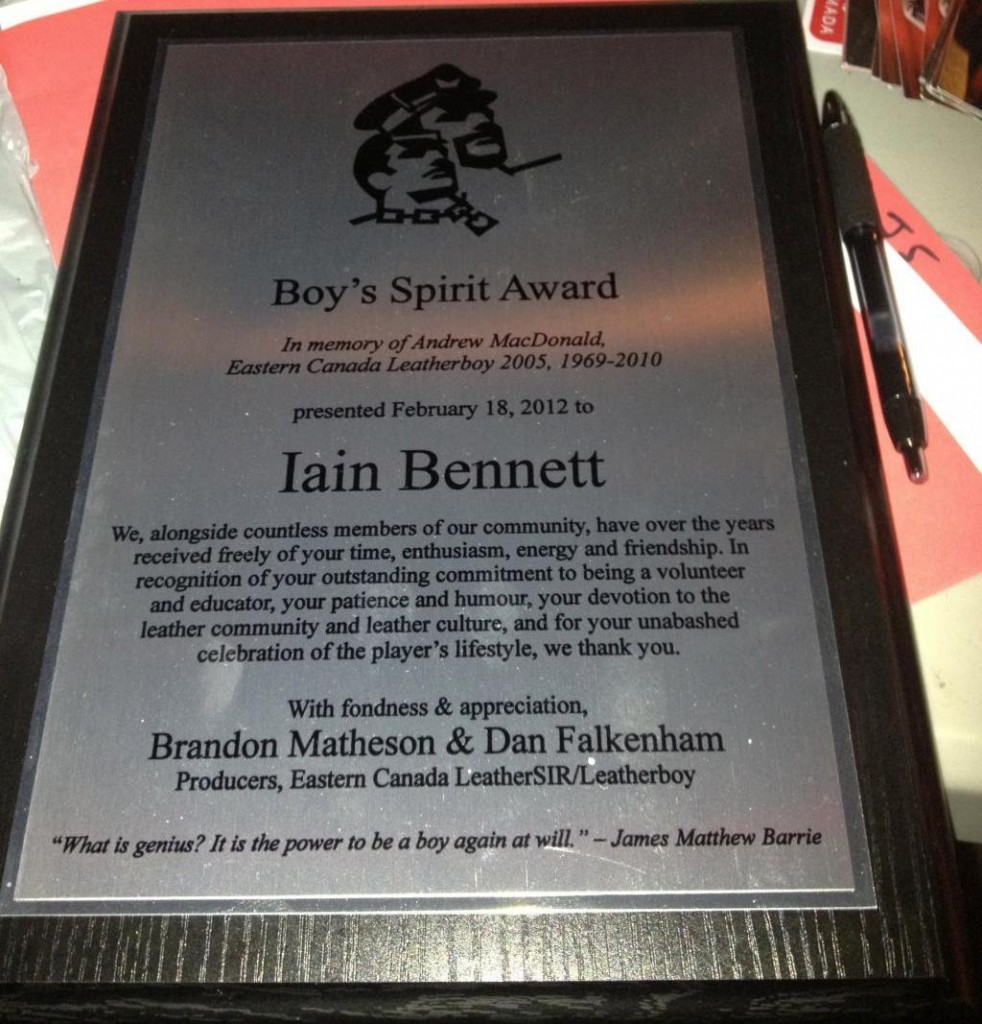 NADA
JS
Boy's Spirit Award
In memory of Andrew MacDonald,
Eastern Canada Leatherboy 2005, 1969-2010
presented February 18, 2012 to
Iain Bennett
We, alongside countless members of our community, have over the years
received freely of your time, enthusiasm, energy and friendship. In
recognition of your outstanding commitment to being a volunteer
and educator, your patience and humour, your devotion to the
leather community and leather culture, and for your unabashed
celebration of the player's lifestyle, we thank you.
With fondness & appreciation,
Brandon Matheson & Dan Falkenham
Producers, Eastern Canada LeatherSIR/Leatherboy
“What is genius? It is the power to be a boy again at will.” – James Matthew Barrie